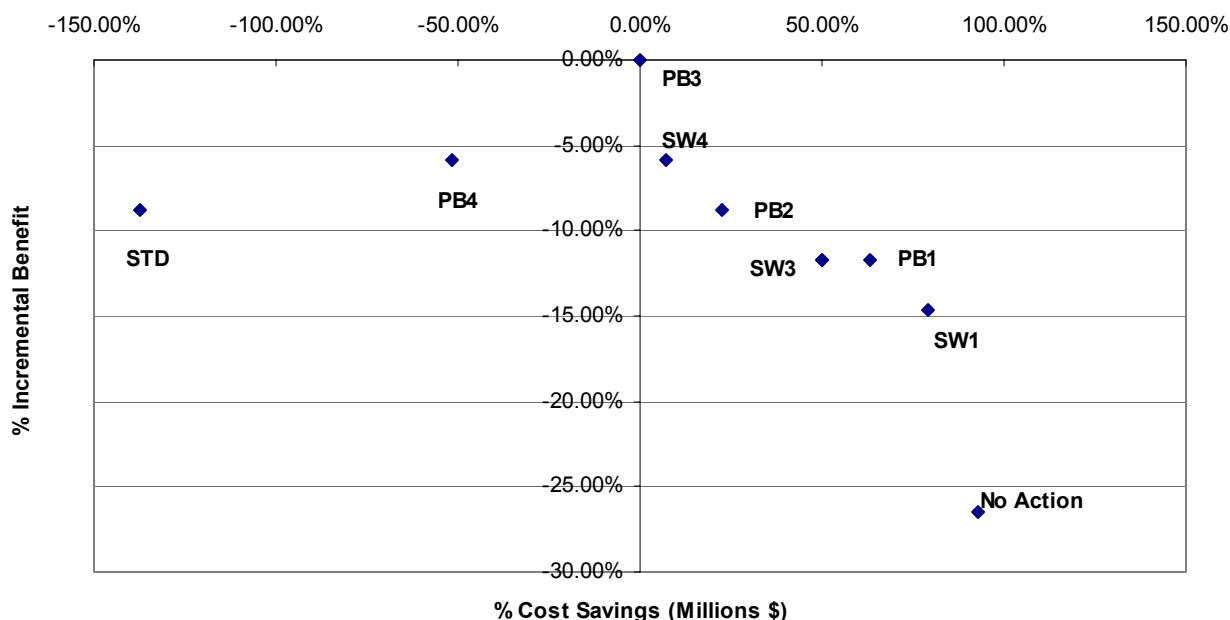 -150.00% -100.00% -50.00% 0.00% 50.00% 100.00% 150.00%
0.00%
PB3
SW4
-5.00%
PB4
PB2
-10.00%
STD
SW3 PB1
-15.00%
SW1
-20.00%
-25.00%
No Action
-30.00%
% Incremental Benefit
% Cost Savings (Millions $)